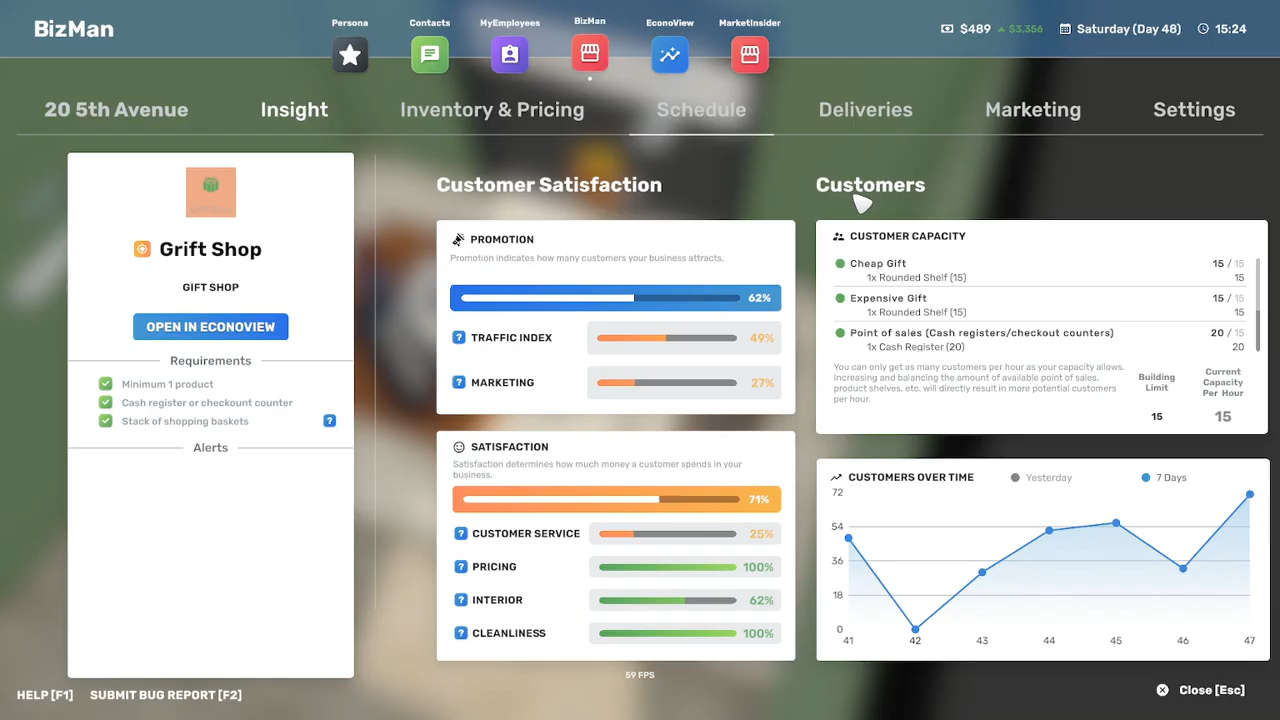 BizMan
Persona
Contacts
MyEmployees
BizMan
EconoView
MarketInsider
$489 $3,356
Saturday (Day 48)
15:24
20 5th Avenue
Insight
Inventory & Pricing
Schedule
Deliveries
Marketing
Settings
Grift Shop
GIFT SHOP
OPEN IN ECONOVIEW
Requirements
Minimum 1 product
Cash register or checkount counter
Stack of shopping baskets ?
Alerts
Customer Satisfaction
PROMOTION
Promotion indicates how many customers your business attracts.
62%
? TRAFFIC INDEX 49%
? MARKETING 27%
SATISFACTION
Satisfaction determines how much money a customer spends in your
business.
71%
? CUSTOMER SERVICE 25%
? PRICING 100%
? INTERIOR 62%
? CLEANLINESS 100%
Customers
CUSTOMER CAPACITY
Cheap Gift 15 / 15
1x Rounded Shelf (15) 15
Expensive Gift 15 / 15
1x Rounded Shelf (15) 15
Point of sales (Cash registers/checkout counters) 20 / 15
1x Cash Register (20) 20
You can only get as many customers per hour as your capacity allows.
Increasing and balancing the amount of available point of sales,
product shelves, etc. will directly result in more potential customers
per hour.
Building
Limit
15
Current
Capacity
Per Hour
15
CUSTOMERS OVER TIME
Yesterday
7 Days
72
54
36
18
0
41 42 43 44 45 46 47
59 FPS
HELP [F1]
SUBMIT BUG REPORT [F2]
Close [Esc]